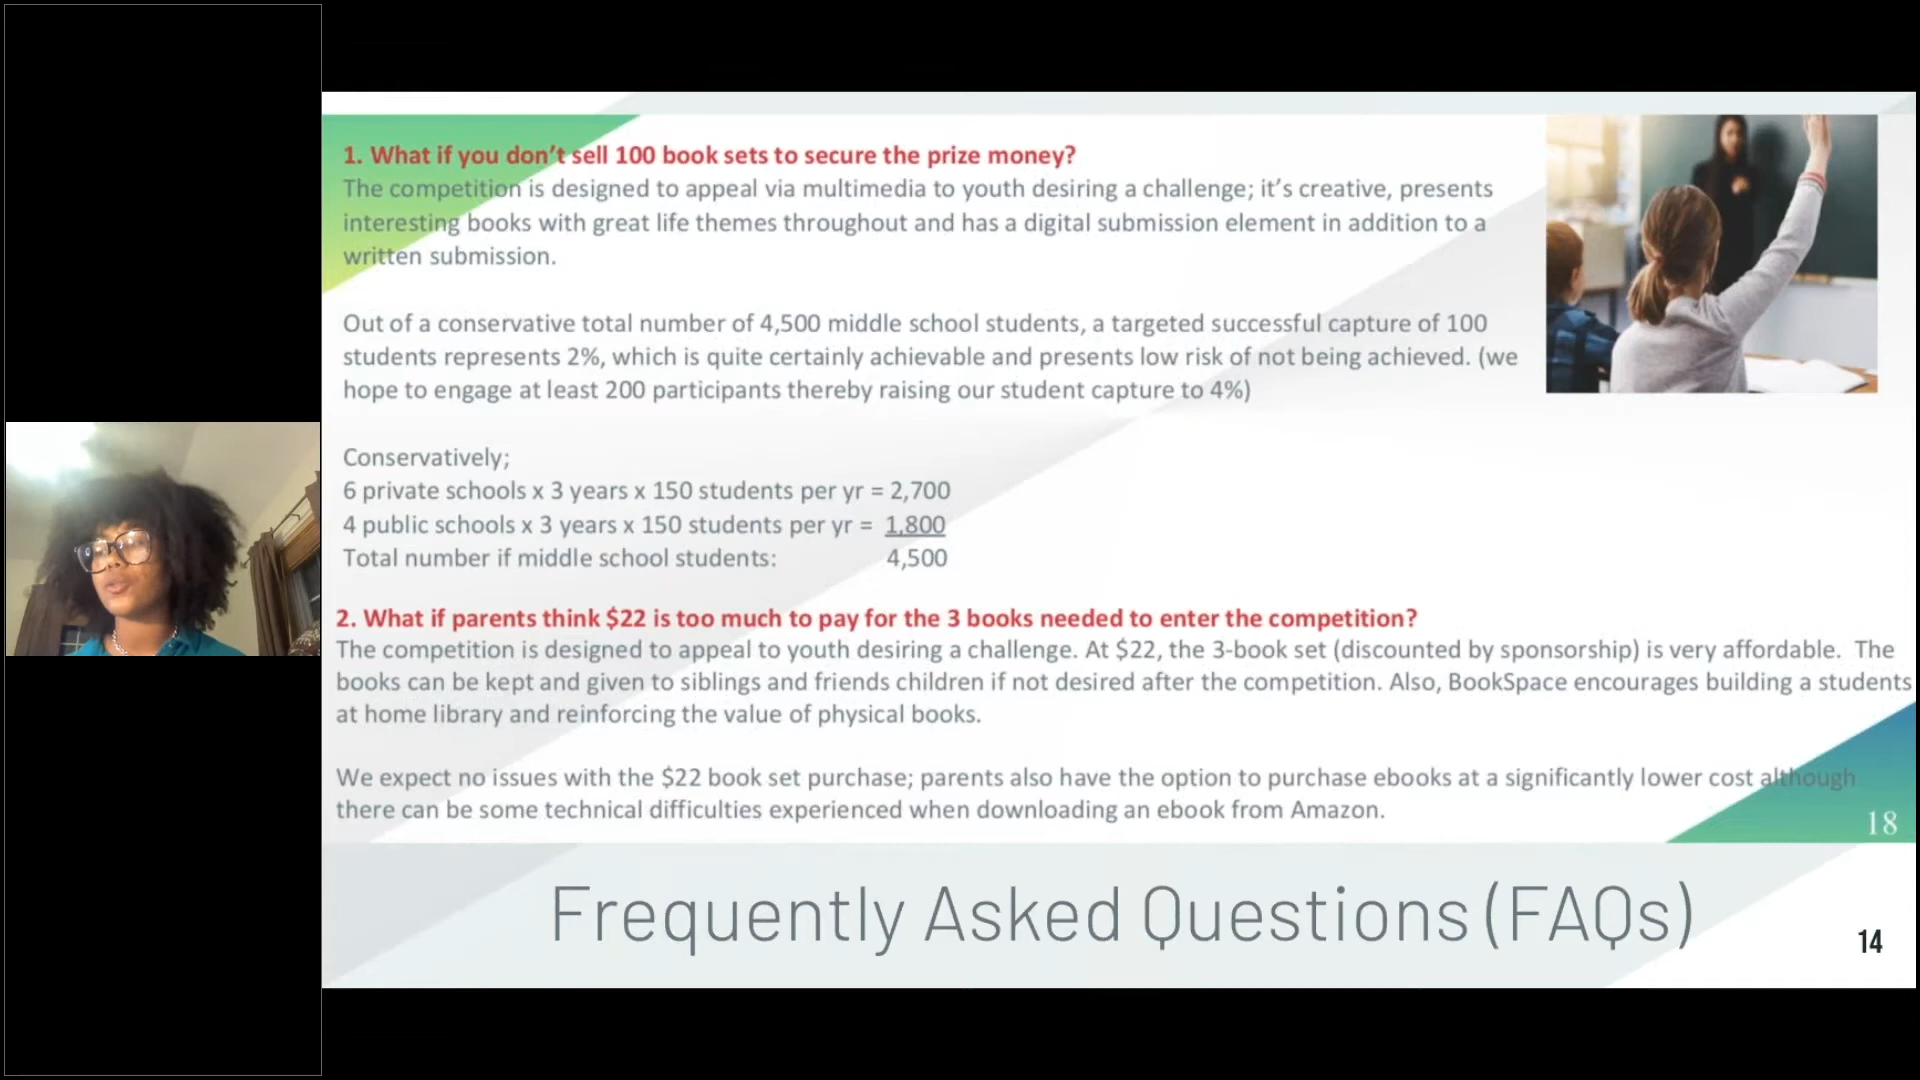 1. What if you don’t sell 100 book sets to secure the prize money?
The competition is designed to appeal via multimedia to youth desiring a challenge; it’s creative, presents
interesting books with great life themes throughout and has a digital submission element in addition to a
written submission.
Out of a conservative total number of 4,500 middle school students, a targeted successful capture of 100
students represents 2%, which is quite certainly achievable and presents low risk of not being achieved. (we
hope to engage at least 200 participants thereby raising our student capture to 4%)
Conservatively;
6 private schools x 3 years x 150 students per yr = 2,700
4 public schools x 3 years x 150 students per yr = 1,800
Total number if middle school students: 4,500
2. What if parents think $22 is too much to pay for the 3 books needed to enter the competition?
The competition is designed to appeal to youth desiring a challenge. At $22, the 3-book set (discounted by sponsorship) is very affordable. The
books can be kept and given to siblings and friends children if not desired after the competition. Also, BookSpace encourages building a students
at home library and reinforcing the value of physical books.
We expect no issues with the $22 book set purchase; parents also have the option to purchase ebooks at a significantly lower cost although
there can be some technical difficulties experienced when downloading an ebook from Amazon.
18
Frequently Asked Questions (FAQs)
14